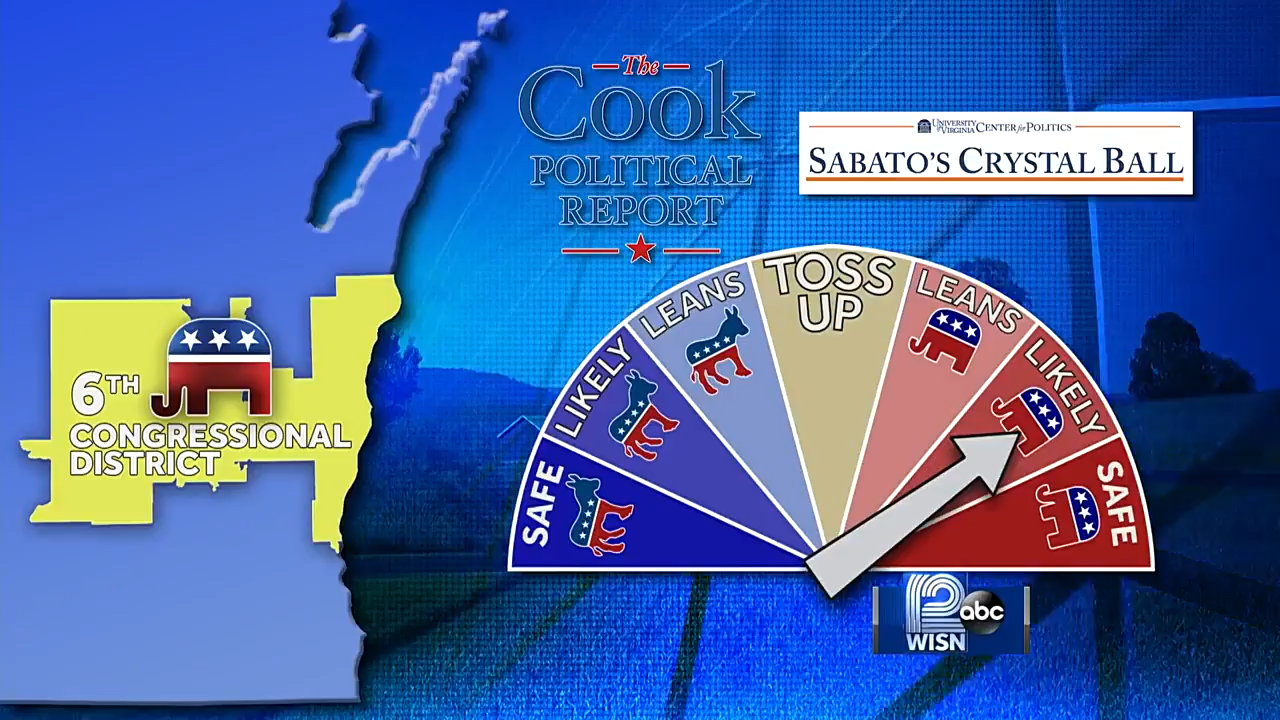 The
Cook
POLITICAL
REPORT
UNIVERSITY
of VIRGINIA CENTER for POLITICS
SABATO'S CRYSTAL BALL
6TH
CONGRESSIONAL
DISTRICT
SAFE
LIKELY
LEANS
TOSS
UP
LEANS
LIKELY
SAFE
12
abc
WISN